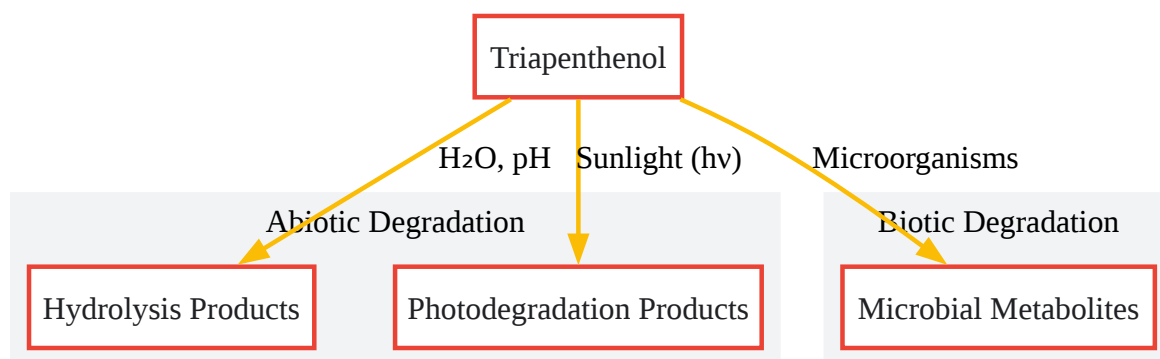 Triapenthenol
H₂O, pH
Sunlight (hν)
Microorganisms
Abiotic Degradation
Biotic Degradation
Hydrolysis Products
Photodegradation Products
Microbial Metabolites